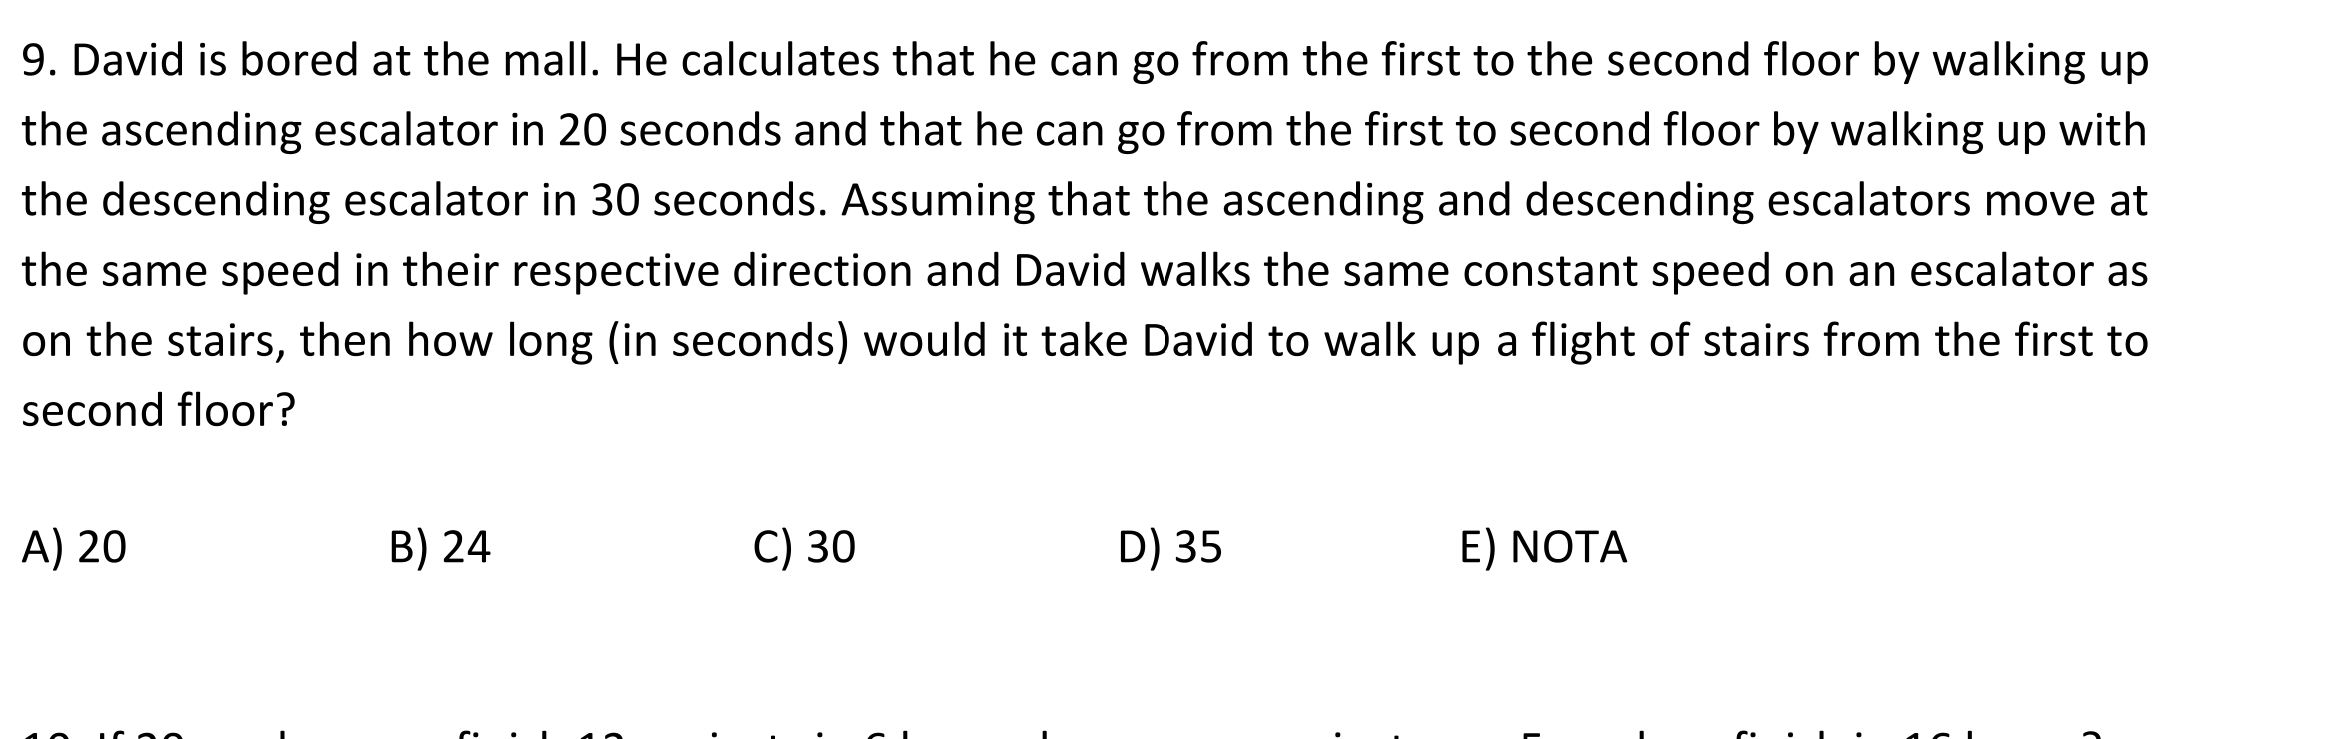 9. David is bored at the mall. He calculates that he can go from the first to the second floor by walking up
the ascending escalator in 20 seconds and that he can go from the first to second floor by walking up with
the descending escalator in 30 seconds. Assuming that the ascending and descending escalators move at
the same speed in their respective direction and David walks the same constant speed on an escalator as
on the stairs, then how long (in seconds) would it take David to walk up a flight of stairs from the first to
second floor?
A) 20 B) 24 C) 30 D) 35 E) NOTA